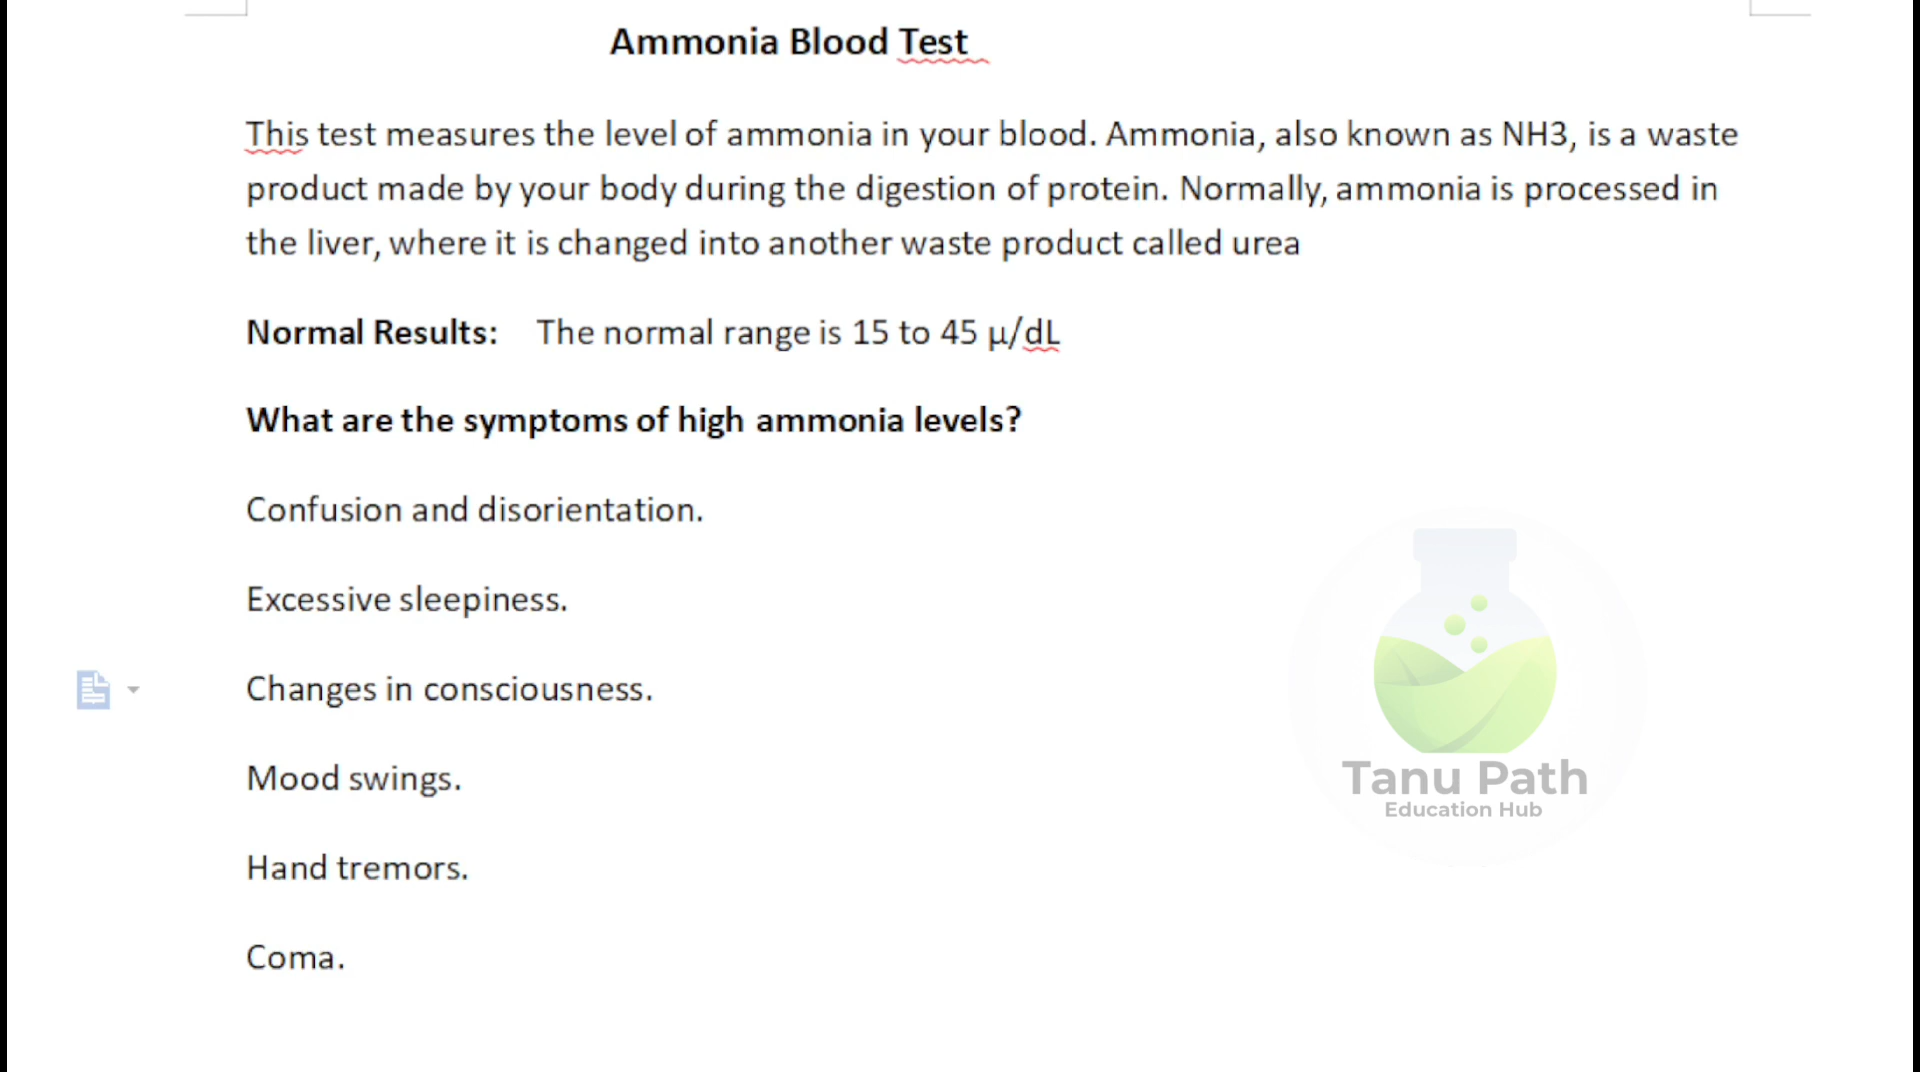 Ammonia Blood Test
This test measures the level of ammonia in your blood. Ammonia, also known as NH3, is a waste
product made by your body during the digestion of protein. Normally, ammonia is processed in
the liver, where it is changed into another waste product called urea
Normal Results: The normal range is 15 to 45 µ/dL
What are the symptoms of high ammonia levels?
Confusion and disorientation.
Excessive sleepiness.
Changes in consciousness.
Mood swings.
Hand tremors.
Coma.
Tanu Path
Education Hub